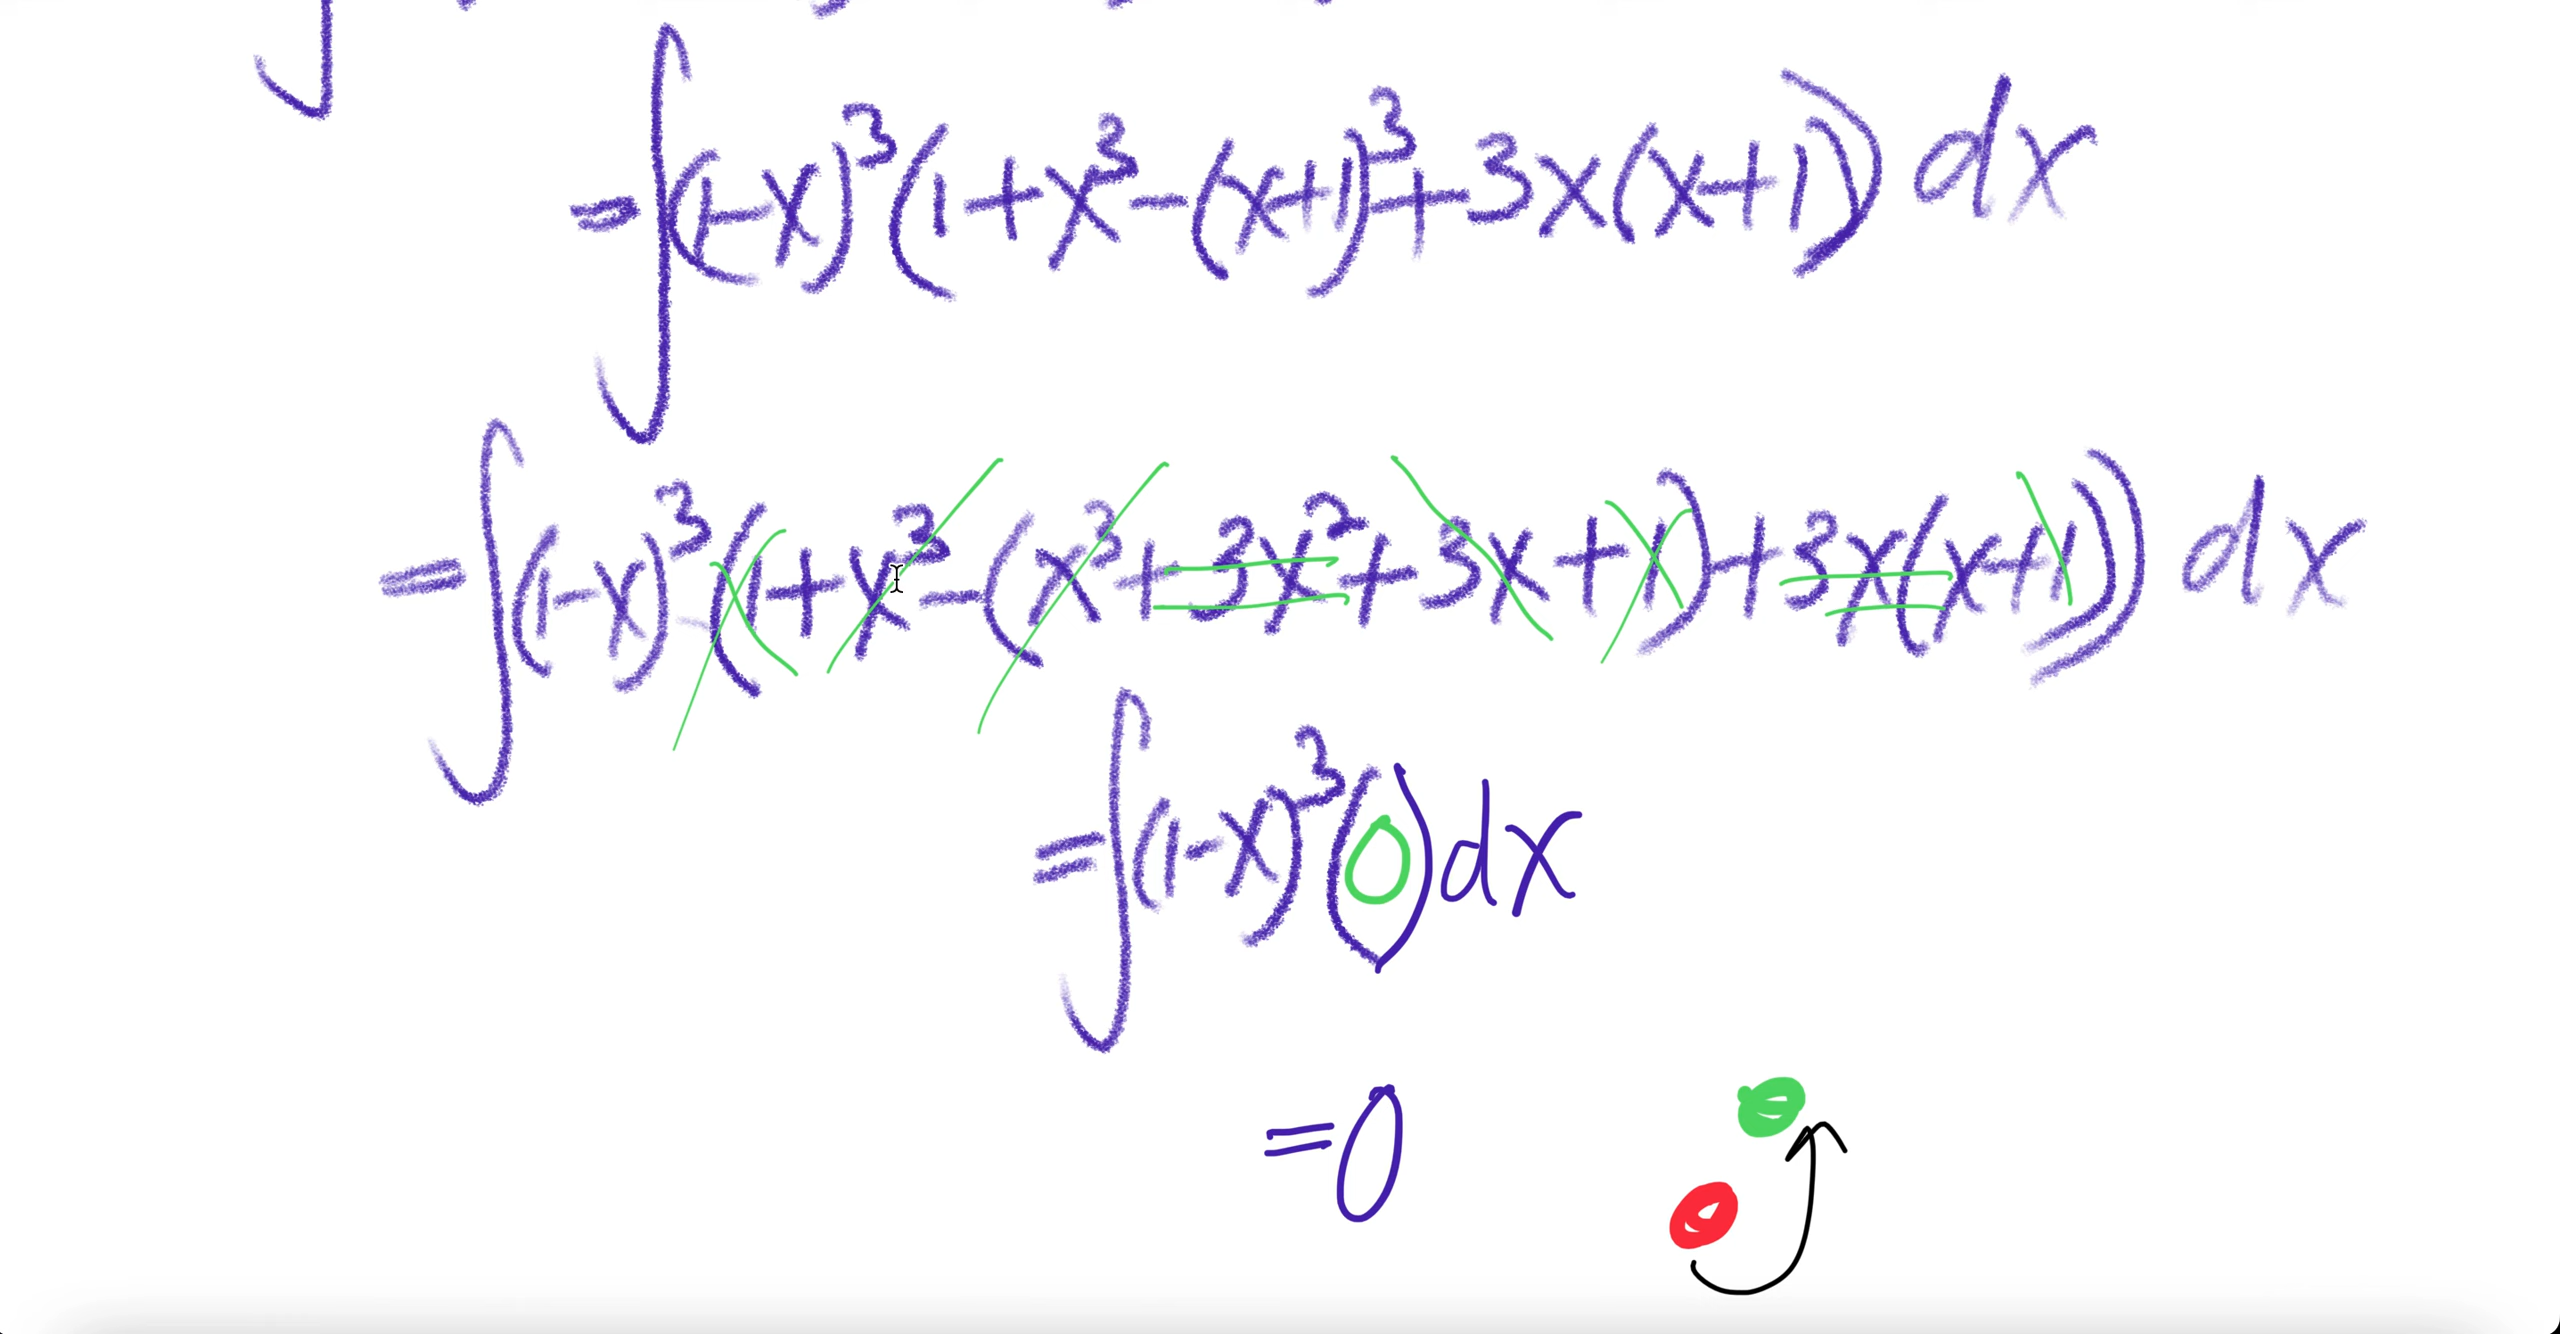 =∫(1-x)³(1+x³-(x+1)³+3x(x+1))dx
=∫(1-x)³(1+x³-(x³+3x²+3x+1)+3x(x+1))dx
=∫(1-x)³(0)dx
=0